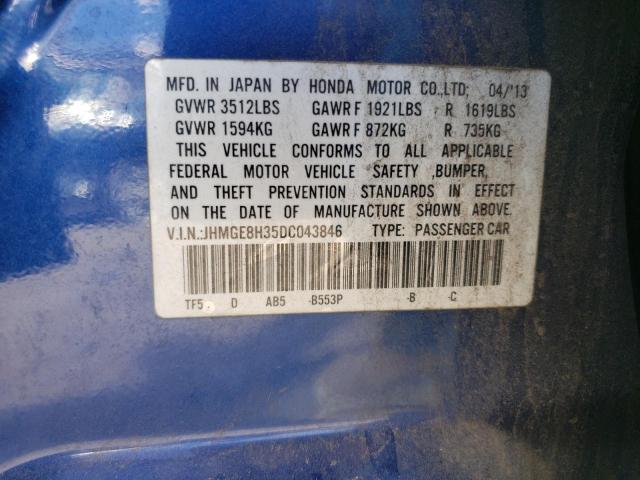 MFD. IN JAPAN BY HONDA MOTOR CO.,LTD; 04/'13
GVWR 3512LBS GAWR F 1921LBS R 1619LBS
GVWR 1594KG GAWR F 872KG R 735KG
THIS VEHICLE CONFORMS TO ALL APPLICABLE
FEDERAL MOTOR VEHICLE SAFETY ,BUMPER,
AND THEFT PREVENTION STANDARDS IN EFFECT
ON THE DATE OF MANUFACTURE SHOWN ABOVE.
V.I.N.:JHMGE8H35DC043846 TYPE: PASSENGER CAR
TF5 D AB5 -B553P -B -C